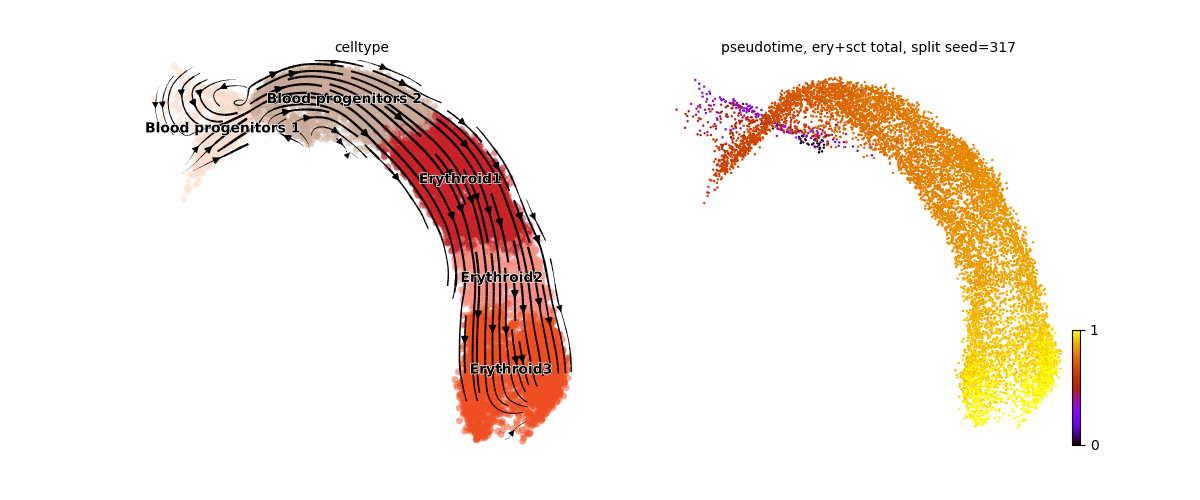 celltype
pseudotime, ery+sct total, split seed=317
Blood progenitors 2
Blood progenitors 1
Erythroid1
Erythroid2
Erythroid3
1
0